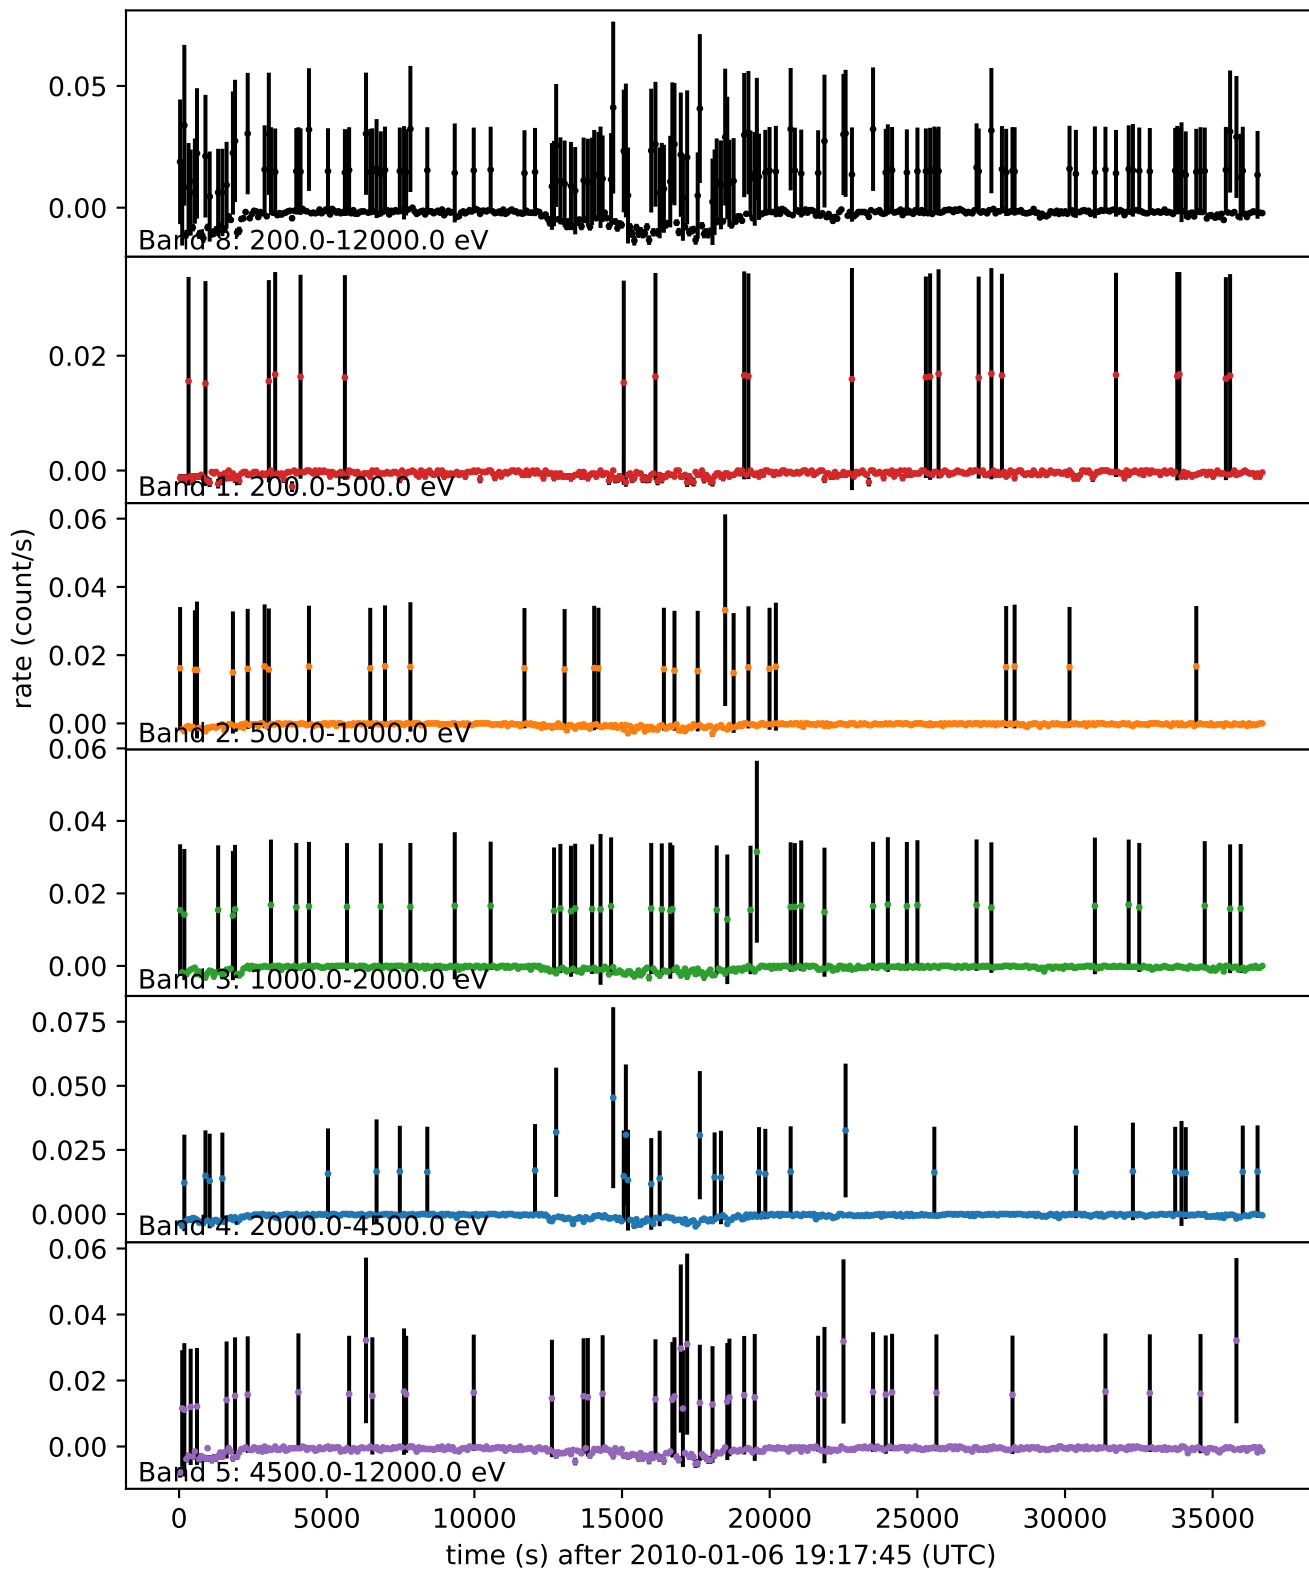 0.05
0.00
Band 8: 200.0-12000.0 eV
0.02
0.00
Band 1: 200.0-500.0 eV
0.06
0.04
0.02
0.00
Band 2: 500.0-1000.0 eV
rate (count/s)
0.06
0.04
0.02
0.00
Band 3: 1000.0-2000.0 eV
0.075
0.050
0.025
0.000
Band 4: 2000.0-4500.0 eV
0.06
0.04
0.02
0.00
Band 5: 4500.0-12000.0 eV
0 5000 10000 15000 20000 25000 30000 35000
time (s) after 2010-01-06 19:17:45 (UTC)